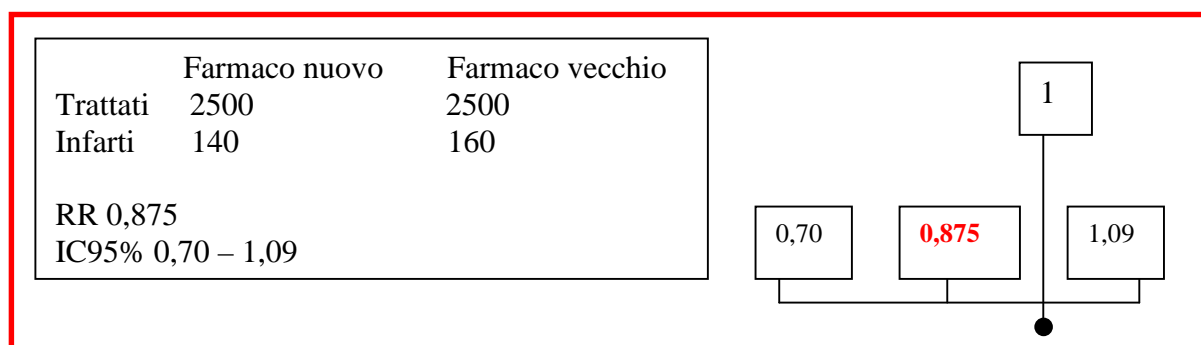 Farmaco nuovo Farmaco vecchio
Trattati 2500 2500
Infarti 140 160
RR 0,875
IC95% 0,70 – 1,09
1
0,70 0,875 1,09